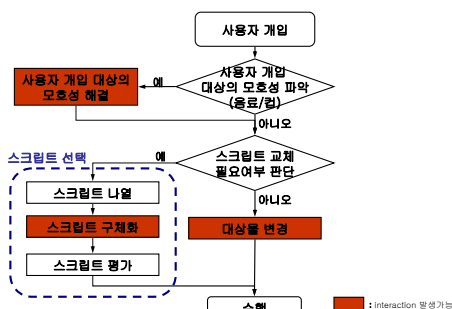 사용자 개입
사용자 개입 대상의
모호성 해결
예
사용자 개입
대상의 모호성 파악
(음료/컵)
아니오
스크립트 선택
예
스크립트 교체
필요여부 판단
스크립트 나열
아니오
스크립트 구체화
대상물 변경
스크립트 평가
수행
: interaction 발생가능